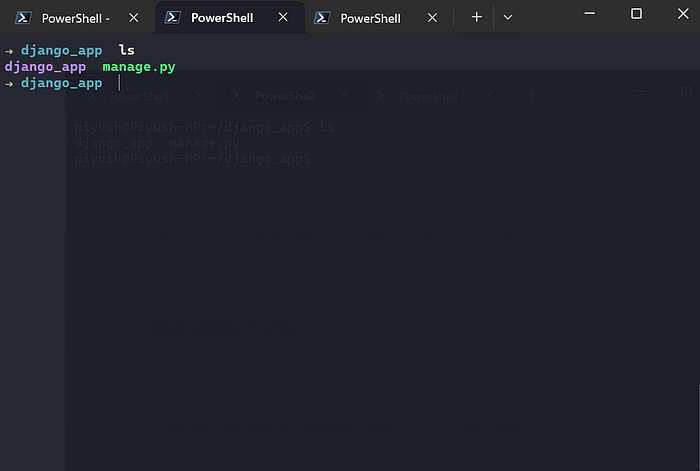 PowerShell - PowerShell PowerShell
→ django_app ls
django_app manage.py
→ django_app
PowerShell - PowerShell PowerShell
piyush@Piyush-HP:~/django_app$ ls
django_app manage.py
piyush@Piyush-HP:~/django_app$